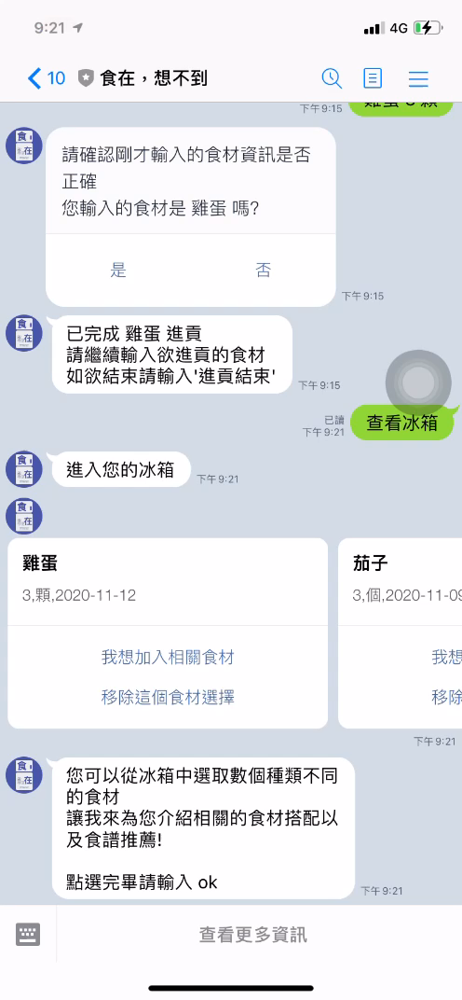 9:21
4G
10
食在，想不到
下午9:15
雞蛋 3 顆
請確認剛才輸入的食材資訊是否
正確
您輸入的食材是 雞蛋 嗎?
是
否
下午9:15
已完成 雞蛋 進貢
請繼續輸入欲進貢的食材
如欲結束請輸入'進貢結束'
下午9:15
已讀
下午9:21
查看冰箱
進入您的冰箱
下午9:21
雞蛋
3,顆,2020-11-12
我想加入相關食材
移除這個食材選擇
茄子
3,個,2020-11-09
我想
移除
下午9:21
您可以從冰箱中選取數個種類不同
的食材
讓我來為您介紹相關的食材搭配以
及食譜推薦!
點選完畢請輸入 ok
下午9:21
查看更多資訊